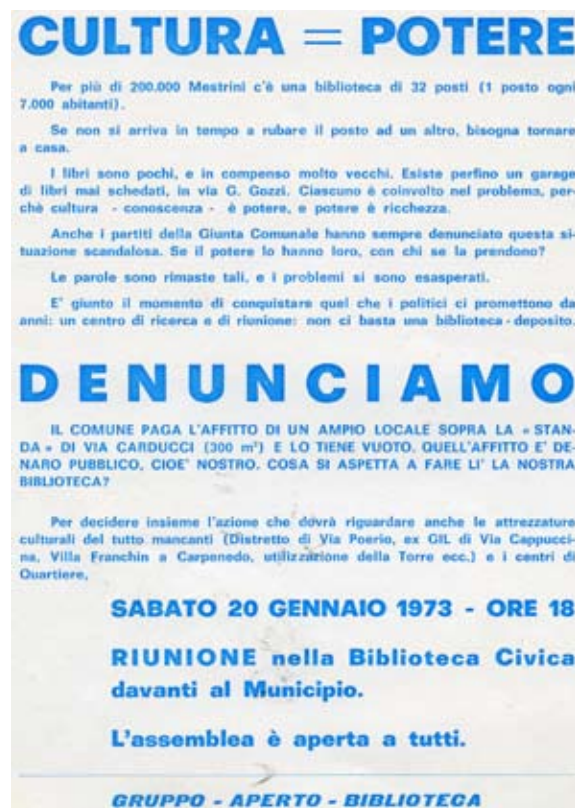 CULTURA = POTERE
Per più di 200.000 Mestrini c'è una biblioteca di 32 posti (1 posto ogni
7.000 abitanti).
Se non si arriva in tempo a rubare il posto ad un altro, bisogna tornare
a casa.
I libri sono pochi, e in compenso molto vecchi. Esiste perfino un garage
di libri mai schedati, in via G. Gozzi. Ciascuno è coinvolto nel problema, per-
chè cultura - conoscenza - è potere, e potere è ricchezza.
Anche i partiti della Giunta Comunale hanno sempre denunciato questa si-
tuazione scandalosa. Se il potere lo hanno loro, con chi se la prendono?
Le parole sono rimaste tali, e i problemi si sono esasperati.
E' giunto il momento di conquistare quel che i politici ci promettono da
anni: un centro di ricerca e di riunione: non ci basta una biblioteca - deposito.
DENUNCIAMO
IL COMUNE PAGA L'AFFITTO DI UN AMPIO LOCALE SOPRA LA « STAN-
DA » DI VIA CARDUCCI (300 m²) E LO TIENE VUOTO. QUELL'AFFITTO E' DE-
NARO PUBBLICO, CIOE' NOSTRO. COSA SI ASPETTA A FARE LI' LA NOSTRA
BIBLIOTECA?
Per decidere insieme l'azione che dovrà riguardare anche le attrezzature
culturali del tutto mancanti (Distretto di Via Poerio, ex GIL di Via Cappucci-
na, Villa Franchin a Carpenedo, utilizzazione della Torre ecc.) e i centri di
Quartiere,
SABATO 20 GENNAIO 1973 - ORE 18
RIUNIONE nella Biblioteca Civica
davanti al Municipio.
L'assemblea è aperta a tutti.
GRUPPO - APERTO - BIBLIOTECA